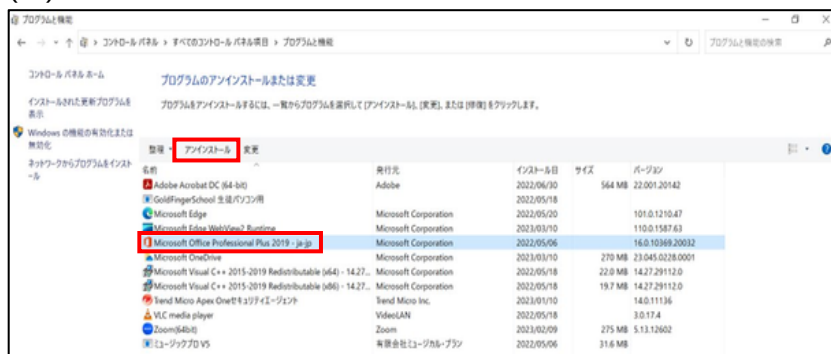 プログラムと機能
コントロール パネル › すべてのコントロール パネル項目 › プログラムと機能
プログラムと機能の検索
コントロール パネル ホーム
インストールされた更新プログラムを
表示
Windows の機能の有効化または
無効化
ネットワークからプログラムをインスト
ール
プログラムのアンインストールまたは変更
プログラムをアンインストールするには、一覧からプログラムを選択して [アンインストール]、[変更]、または [修復] をクリックします。
整理 アンインストール 変更
名前 発行元 インストール日 サイズ バージョン
Adobe Acrobat DC (64-bit) Adobe 2022/06/30 564 MB 22.001.20142
GoldFingerSchool 生徒パソコン用 2022/05/18
Microsoft Edge Microsoft Corporation 2022/05/20 101.0.1210.47
Microsoft Edge WebView2 Runtime Microsoft Corporation 2023/03/10 110.0.1587.63
Microsoft Office Professional Plus 2019 - ja-jp Microsoft Corporation 2022/05/06 16.0.10369.20032
Microsoft OneDrive Microsoft Corporation 2023/03/10 270 MB 23.045.0228.0001
Microsoft Visual C++ 2015-2019 Redistributable (x64) - 14.27... Microsoft Corporation 2022/05/18 22.0 MB 14.27.29112.0
Microsoft Visual C++ 2015-2019 Redistributable (x86) - 14.27... Microsoft Corporation 2022/05/18 19.7 MB 14.27.29112.0
Trend Micro Apex Oneセキュリティエージェント Trend Micro Inc. 2023/01/10 14.0.11136
VLC media player VideoLAN 2022/05/18 3.0.17.4
Zoom(64bit) Zoom 2023/02/09 275 MB 5.13.12602
ミュージックプロ V5 有限会社ミュージカル・プラン 2022/05/06 31.6 MB